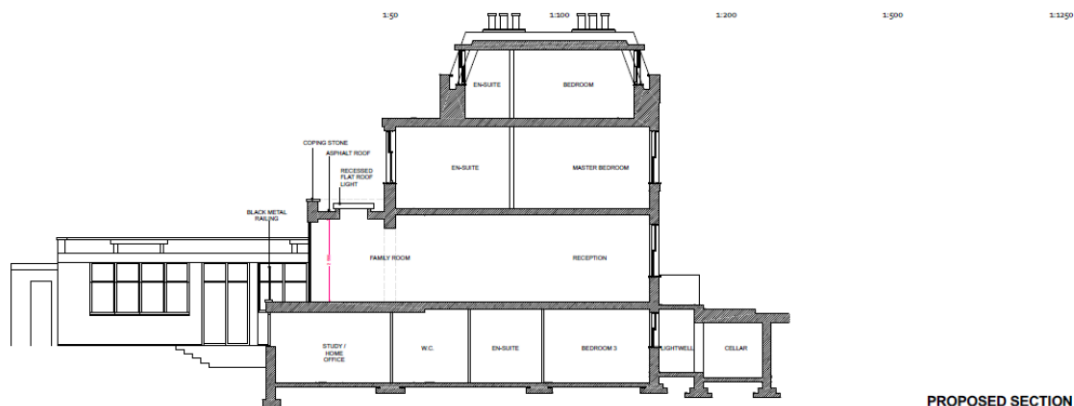 1:50 1:100 1:200 1:500 1:1250
EN-SUITE BEDROOM
COPING STONE
ASPHALT ROOF
RECESSED
FLAT ROOF
LIGHT
EN-SUITE MASTER BEDROOM
BLACK METAL
RAILING
FAMILY ROOM RECEPTION
STUDY /
HOME
OFFICE
W.C. EN-SUITE BEDROOM 3 LIGHTWELL CELLAR
PROPOSED SECTION